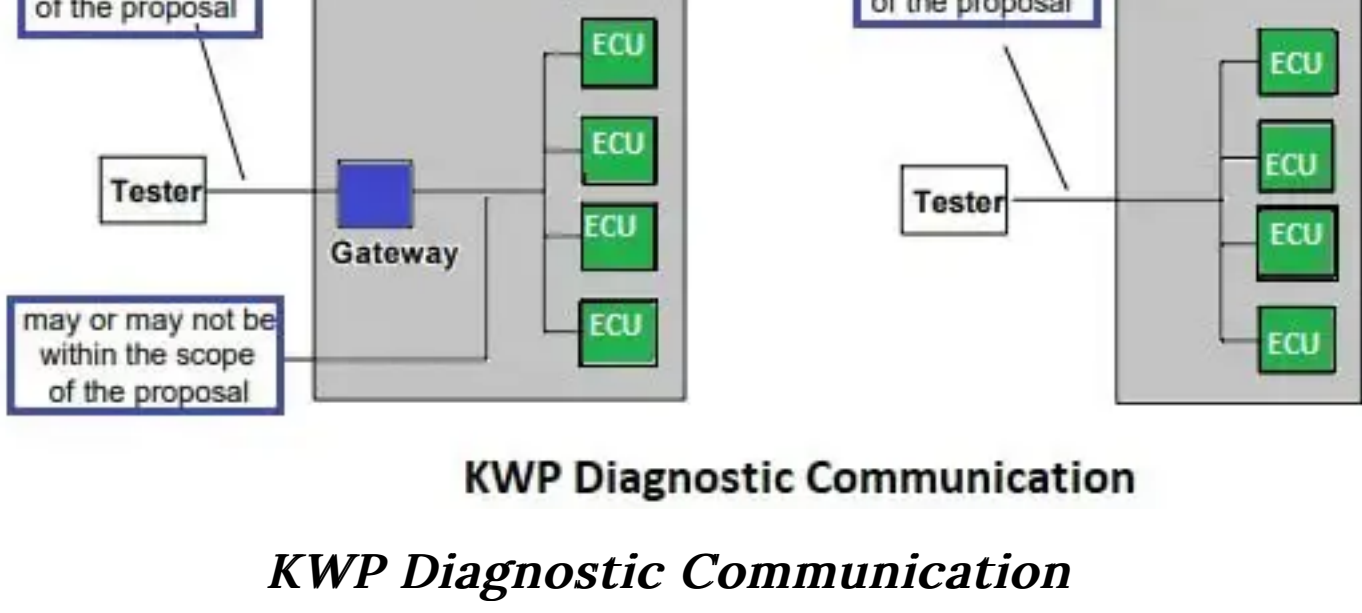 of the proposal
of the proposal
ECU
ECU
ECU
ECU
Tester
Gateway
may or may not be
within the scope
of the proposal
ECU
ECU
ECU
ECU
Tester
KWP Diagnostic Communication
KWP Diagnostic Communication